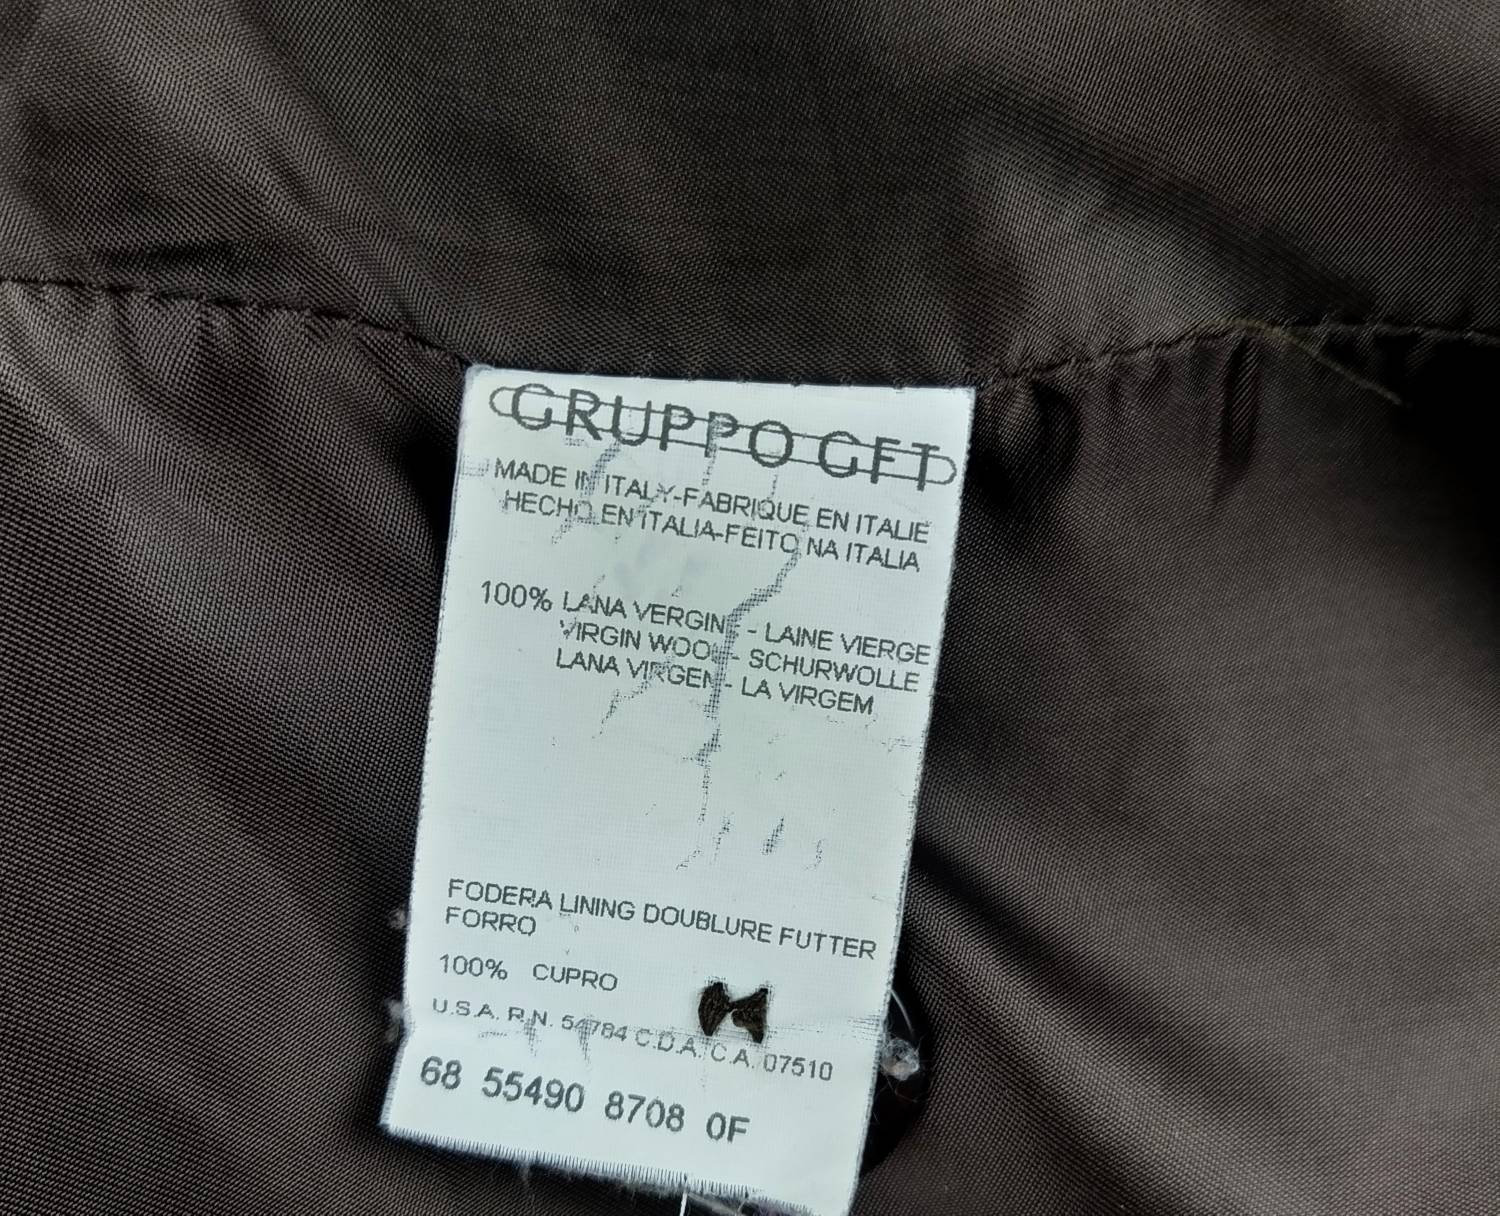 GRUPPO GFT
MADE IN ITALY-FABRIQUE EN ITALIE
HECHO EN ITALIA-FEITO NA ITALIA
100% LANA VERGINE - LAINE VIERGE
VIRGIN WOOL - SCHURWOLLE
LANA VIRGEN - LA VIRGEM
FODERA LINING DOUBLURE FUTTER
FORRO
100% CUPRO
U.S.A. R.N. 54784 C.D.A. C.A. 07510
68 55490 8708 0F